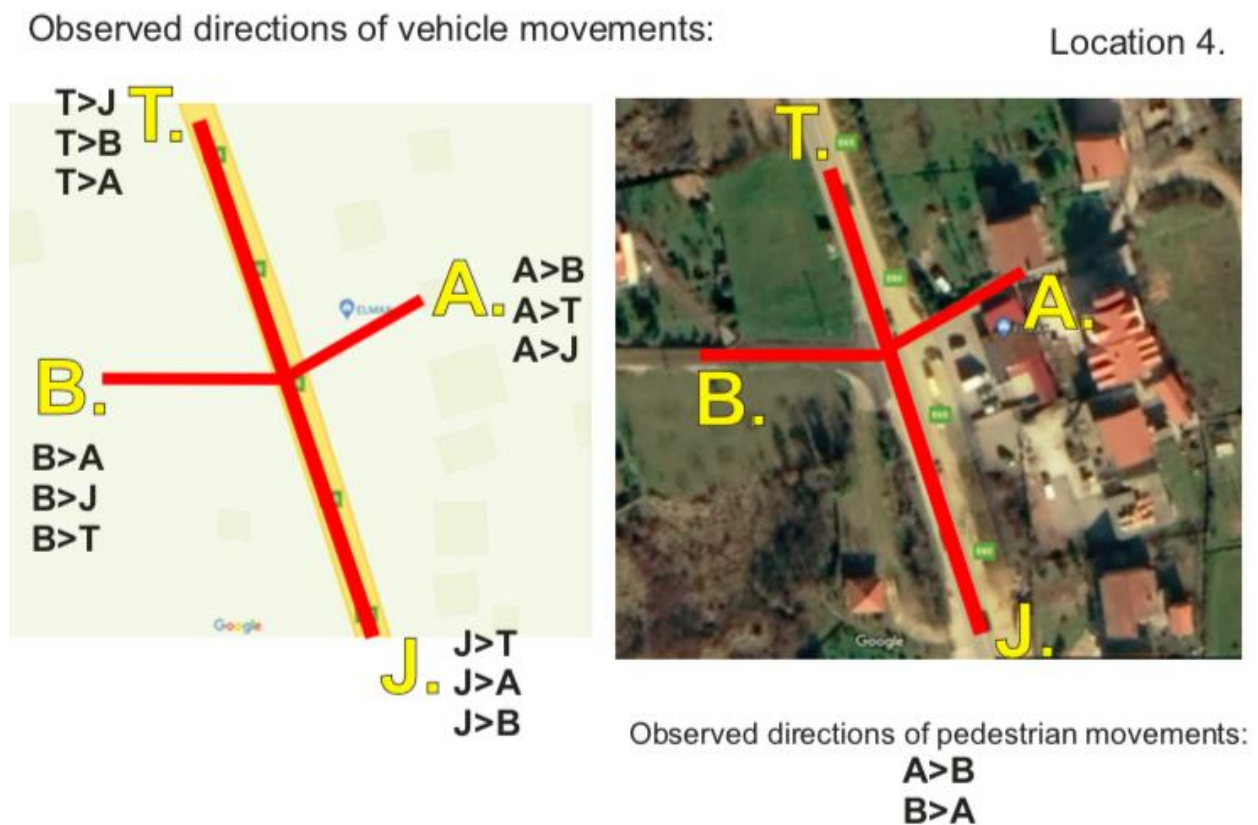 Observed directions of vehicle movements:
Location 4.
T>J
T>B
T>A
T.
A.
A>B
A>T
A>J
B.
B>A
B>J
B>T
Google
J.
J>T
J>A
J>B
T.
A.
B.
Google
J.
Observed directions of pedestrian movements:
A>B
B>A